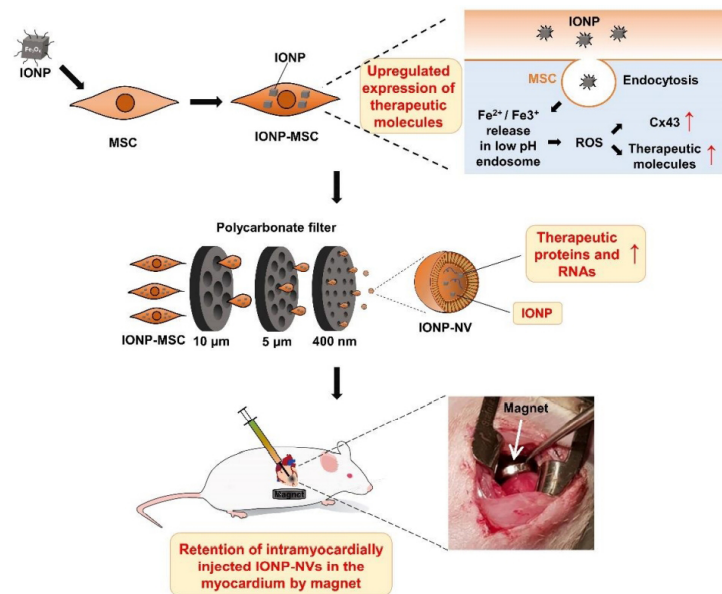 Fe₃O₄
IONP
MSC
IONP
IONP-MSC
Upregulated
expression of
therapeutic
molecules
IONP
MSC
Endocytosis
Fe²⁺ / Fe3⁺
release
in low pH
endosome
ROS
Cx43 ↑
Therapeutic
molecules ↑
Polycarbonate filter
IONP-MSC
10 µm
5 µm
400 nm
IONP-NV
Therapeutic
proteins and
RNAs ↑
IONP
Magnet
Magnet
Retention of intramyocardially
injected IONP-NVs in the
myocardium by magnet